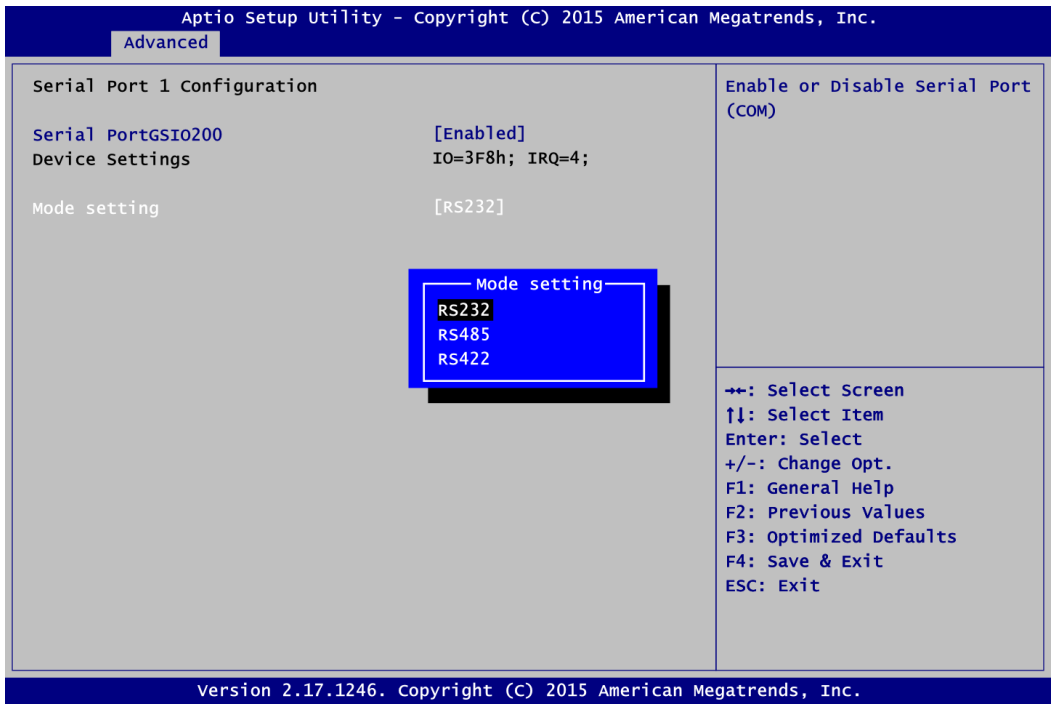 Aptio Setup Utility - Copyright (C) 2015 American Megatrends, Inc.
Advanced
Serial Port 1 Configuration
Serial PortGSIO200 [Enabled]
Device Settings IO=3F8h; IRQ=4;
Mode setting [RS232]
Mode setting
RS232
RS485
RS422
Enable or Disable Serial Port
(COM)
→←: Select Screen
↑↓: Select Item
Enter: Select
+/-: Change Opt.
F1: General Help
F2: Previous Values
F3: Optimized Defaults
F4: Save & Exit
ESC: Exit
Version 2.17.1246. Copyright (C) 2015 American Megatrends, Inc.